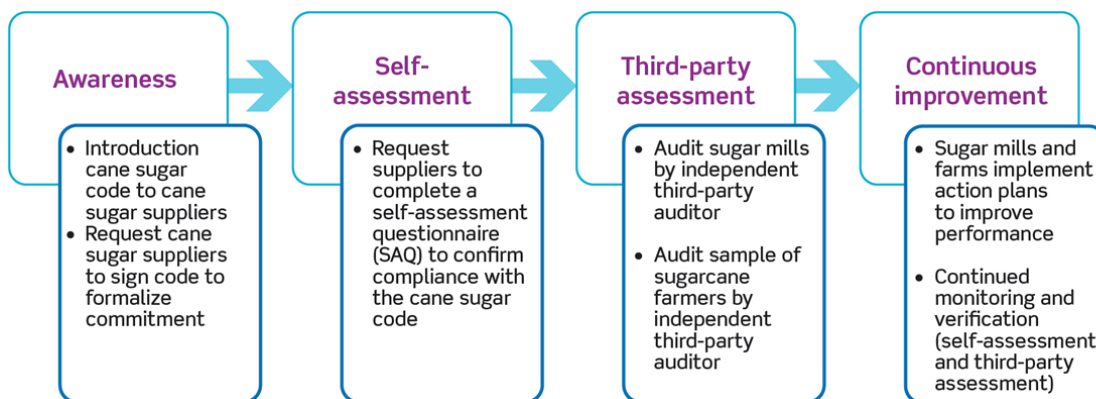 Awareness
• Introduction
cane sugar
code to cane
sugar suppliers
• Request cane
sugar suppliers
to sign code to
formalize
commitment
Self-
assessment
• Request
suppliers to
complete a
self-assessment
questionnaire
(SAQ) to confirm
compliance with
the cane sugar
code
Third-party
assessment
• Audit sugar mills
by independent
third-party
auditor
• Audit sample of
sugarcane
farmers by
independent
third-party
auditor
Continuous
improvement
• Sugar mills and
farms implement
action plans
to improve
performance
• Continued
monitoring and
verification
(self-assessment
and third-party
assessment)